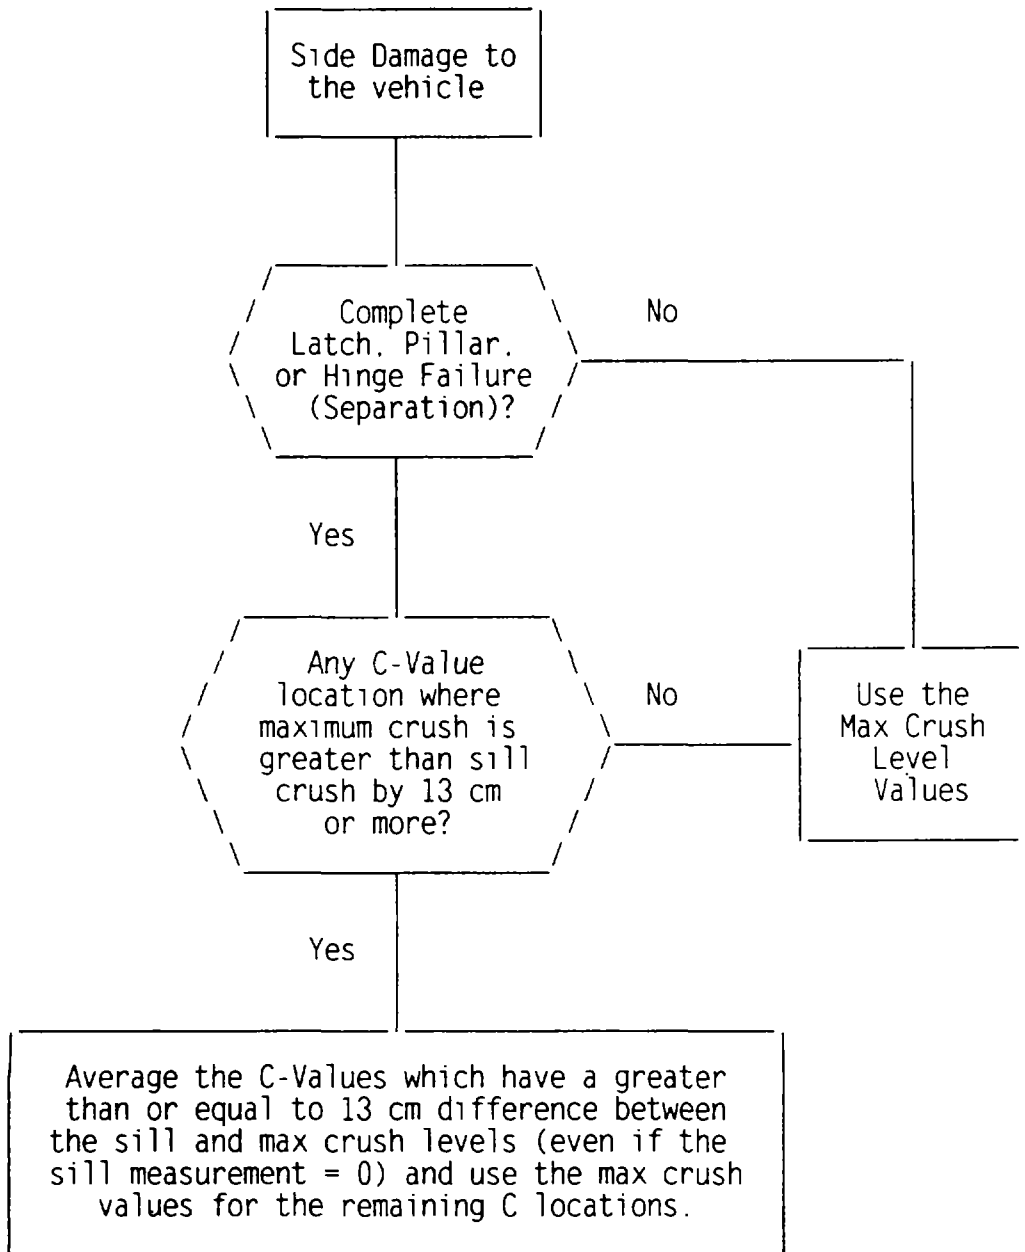 Side Damage to
the vehicle
Complete
Latch, Pillar,
or Hinge Failure
(Separation)?
No
Yes
Any C-Value
location where
maximum crush is
greater than sill
crush by 13 cm
or more?
No
Use the
Max Crush
Level
Values
Yes
Average the C-Values which have a greater
than or equal to 13 cm difference between
the sill and max crush levels (even if the
sill measurement = 0) and use the max crush
values for the remaining C locations.